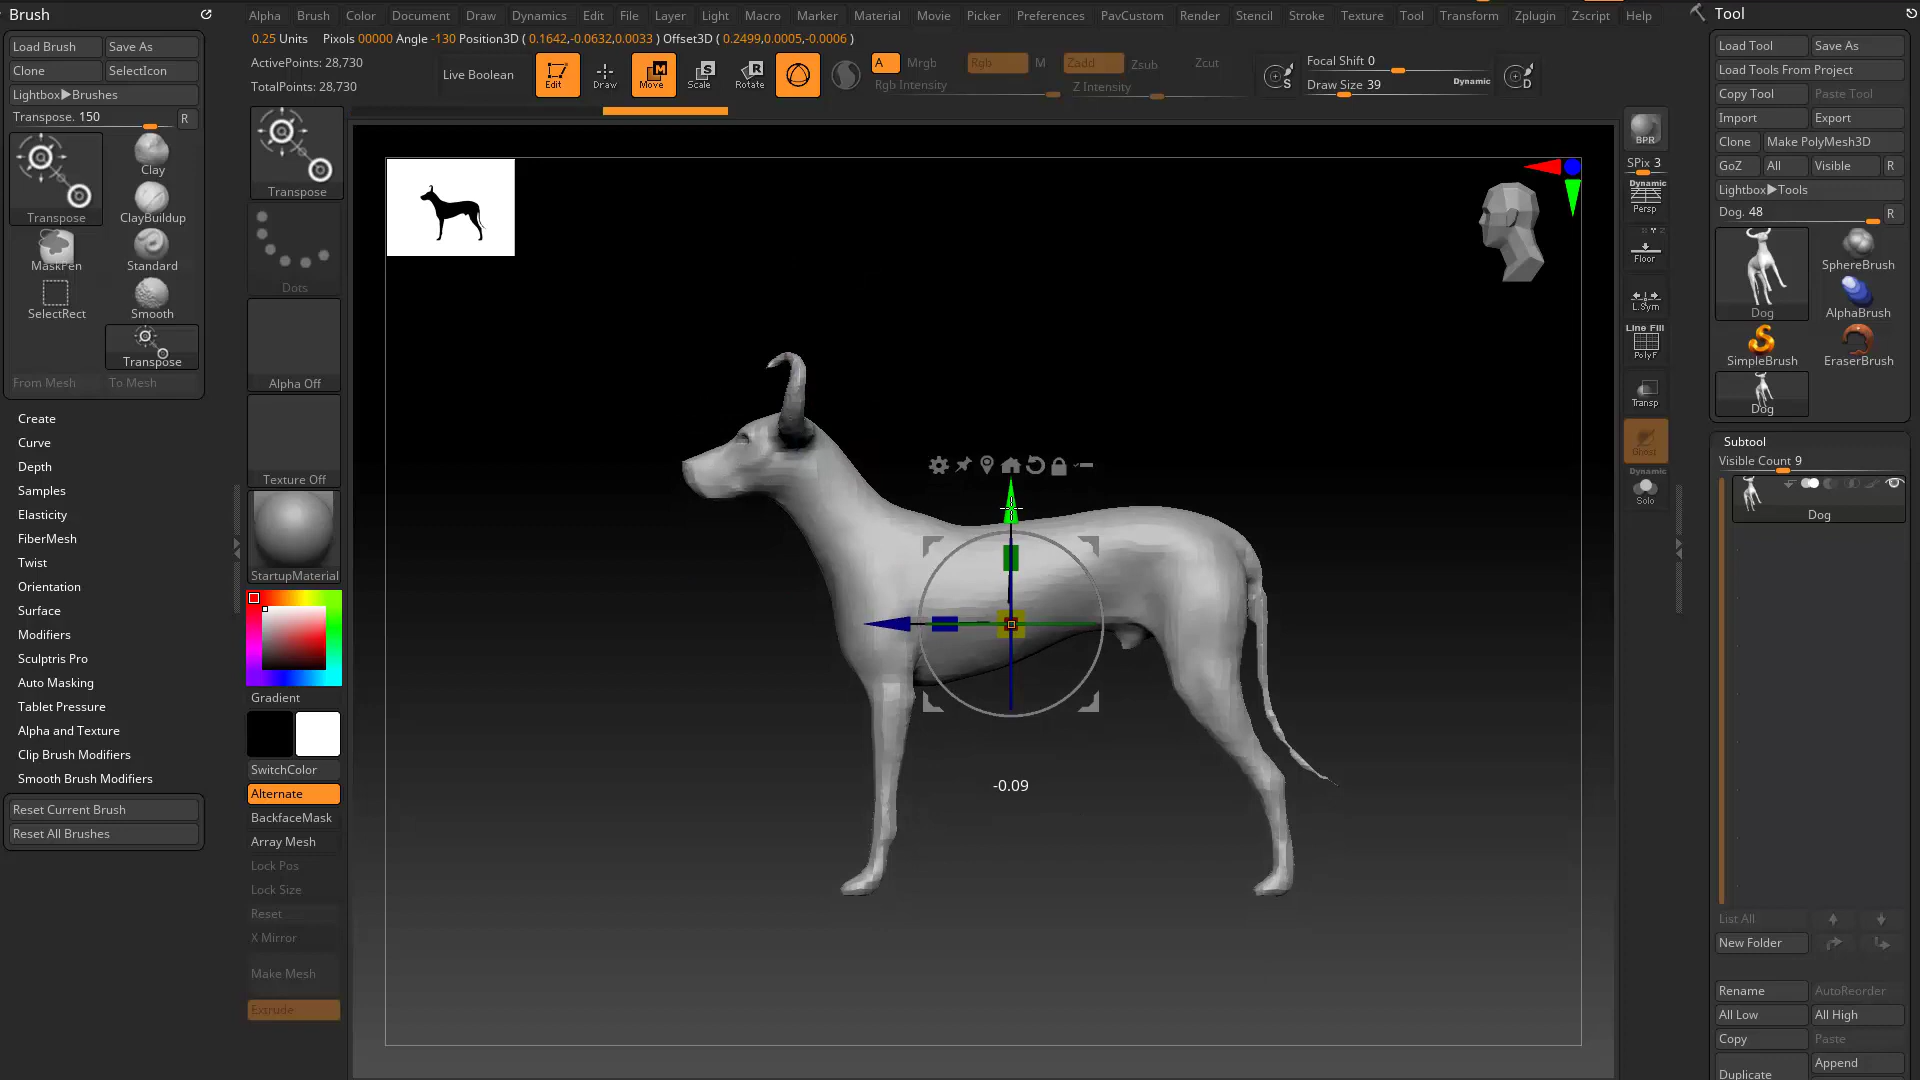 Brush
Alpha Brush Color Document Draw Dynamics Edit File Layer Light Macro Marker Material Movie Picker Preferences PavCustom Render Stencil Stroke Texture Tool Transform Zplugin Zscript Help
Tool
0.25 Units Pixols 00000 Angle -130 Position3D ( 0.1642,-0.0632,0.0033 ) Offset3D ( 0.2499,0.0005,-0.0006 )
Load Brush Save As
Clone SelectIcon
Lightbox▶Brushes
Transpose. 150 R
Transpose
Clay
ClayBuildup
MaskPen
Standard
SelectRect
Smooth
Transpose
From Mesh To Mesh
Create
Curve
Depth
Samples
Elasticity
FiberMesh
Twist
Orientation
Surface
Modifiers
Sculptris Pro
Auto Masking
Tablet Pressure
Alpha and Texture
Clip Brush Modifiers
Smooth Brush Modifiers
Reset Current Brush
Reset All Brushes
ActivePoints: 28,730
TotalPoints: 28,730
Live Boolean
Edit
Draw
Move
Scale
Rotate
A Mrgb
Rgb M
Rgb Intensity
Zadd Zsub Zcut
Z Intensity
S
Focal Shift 0
Draw Size 39 Dynamic
D
Transpose
Dots
Alpha Off
Texture Off
StartupMaterial
Gradient
SwitchColor
Alternate
BackfaceMask
Array Mesh
Lock Pos
Lock Size
Reset
X Mirror
Make Mesh
Extrude
-0.09
BPR
SPix 3
Dynamic
Persp
Floor
L.Sym
Line Fill
PolyF
Transp
Ghost
Dynamic
Solo
Load Tool Save As
Load Tools From Project
Copy Tool Paste Tool
Import Export
Clone Make PolyMesh3D
GoZ All Visible R
Lightbox▶Tools
Dog. 48 R
Dog
SphereBrush
AlphaBrush
SimpleBrush
EraserBrush
Dog
Subtool
Visible Count 9
Dog
List All
New Folder
Rename AutoReorder
All Low All High
Copy Paste
Duplicate Append